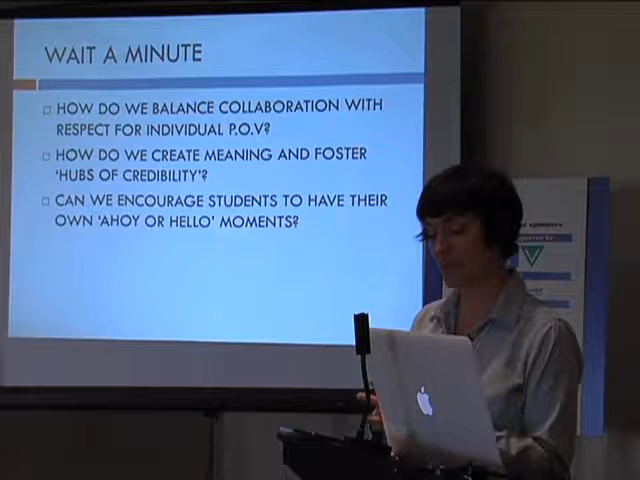 WAIT A MINUTE
HOW DO WE BALANCE COLLABORATION WITH
RESPECT FOR INDIVIDUAL P.O.V?
HOW DO WE CREATE MEANING AND FOSTER
'HUBS OF CREDIBILITY'?
CAN WE ENCOURAGE STUDENTS TO HAVE THEIR
OWN 'AHOY OR HELLO' MOMENTS?
sponsors